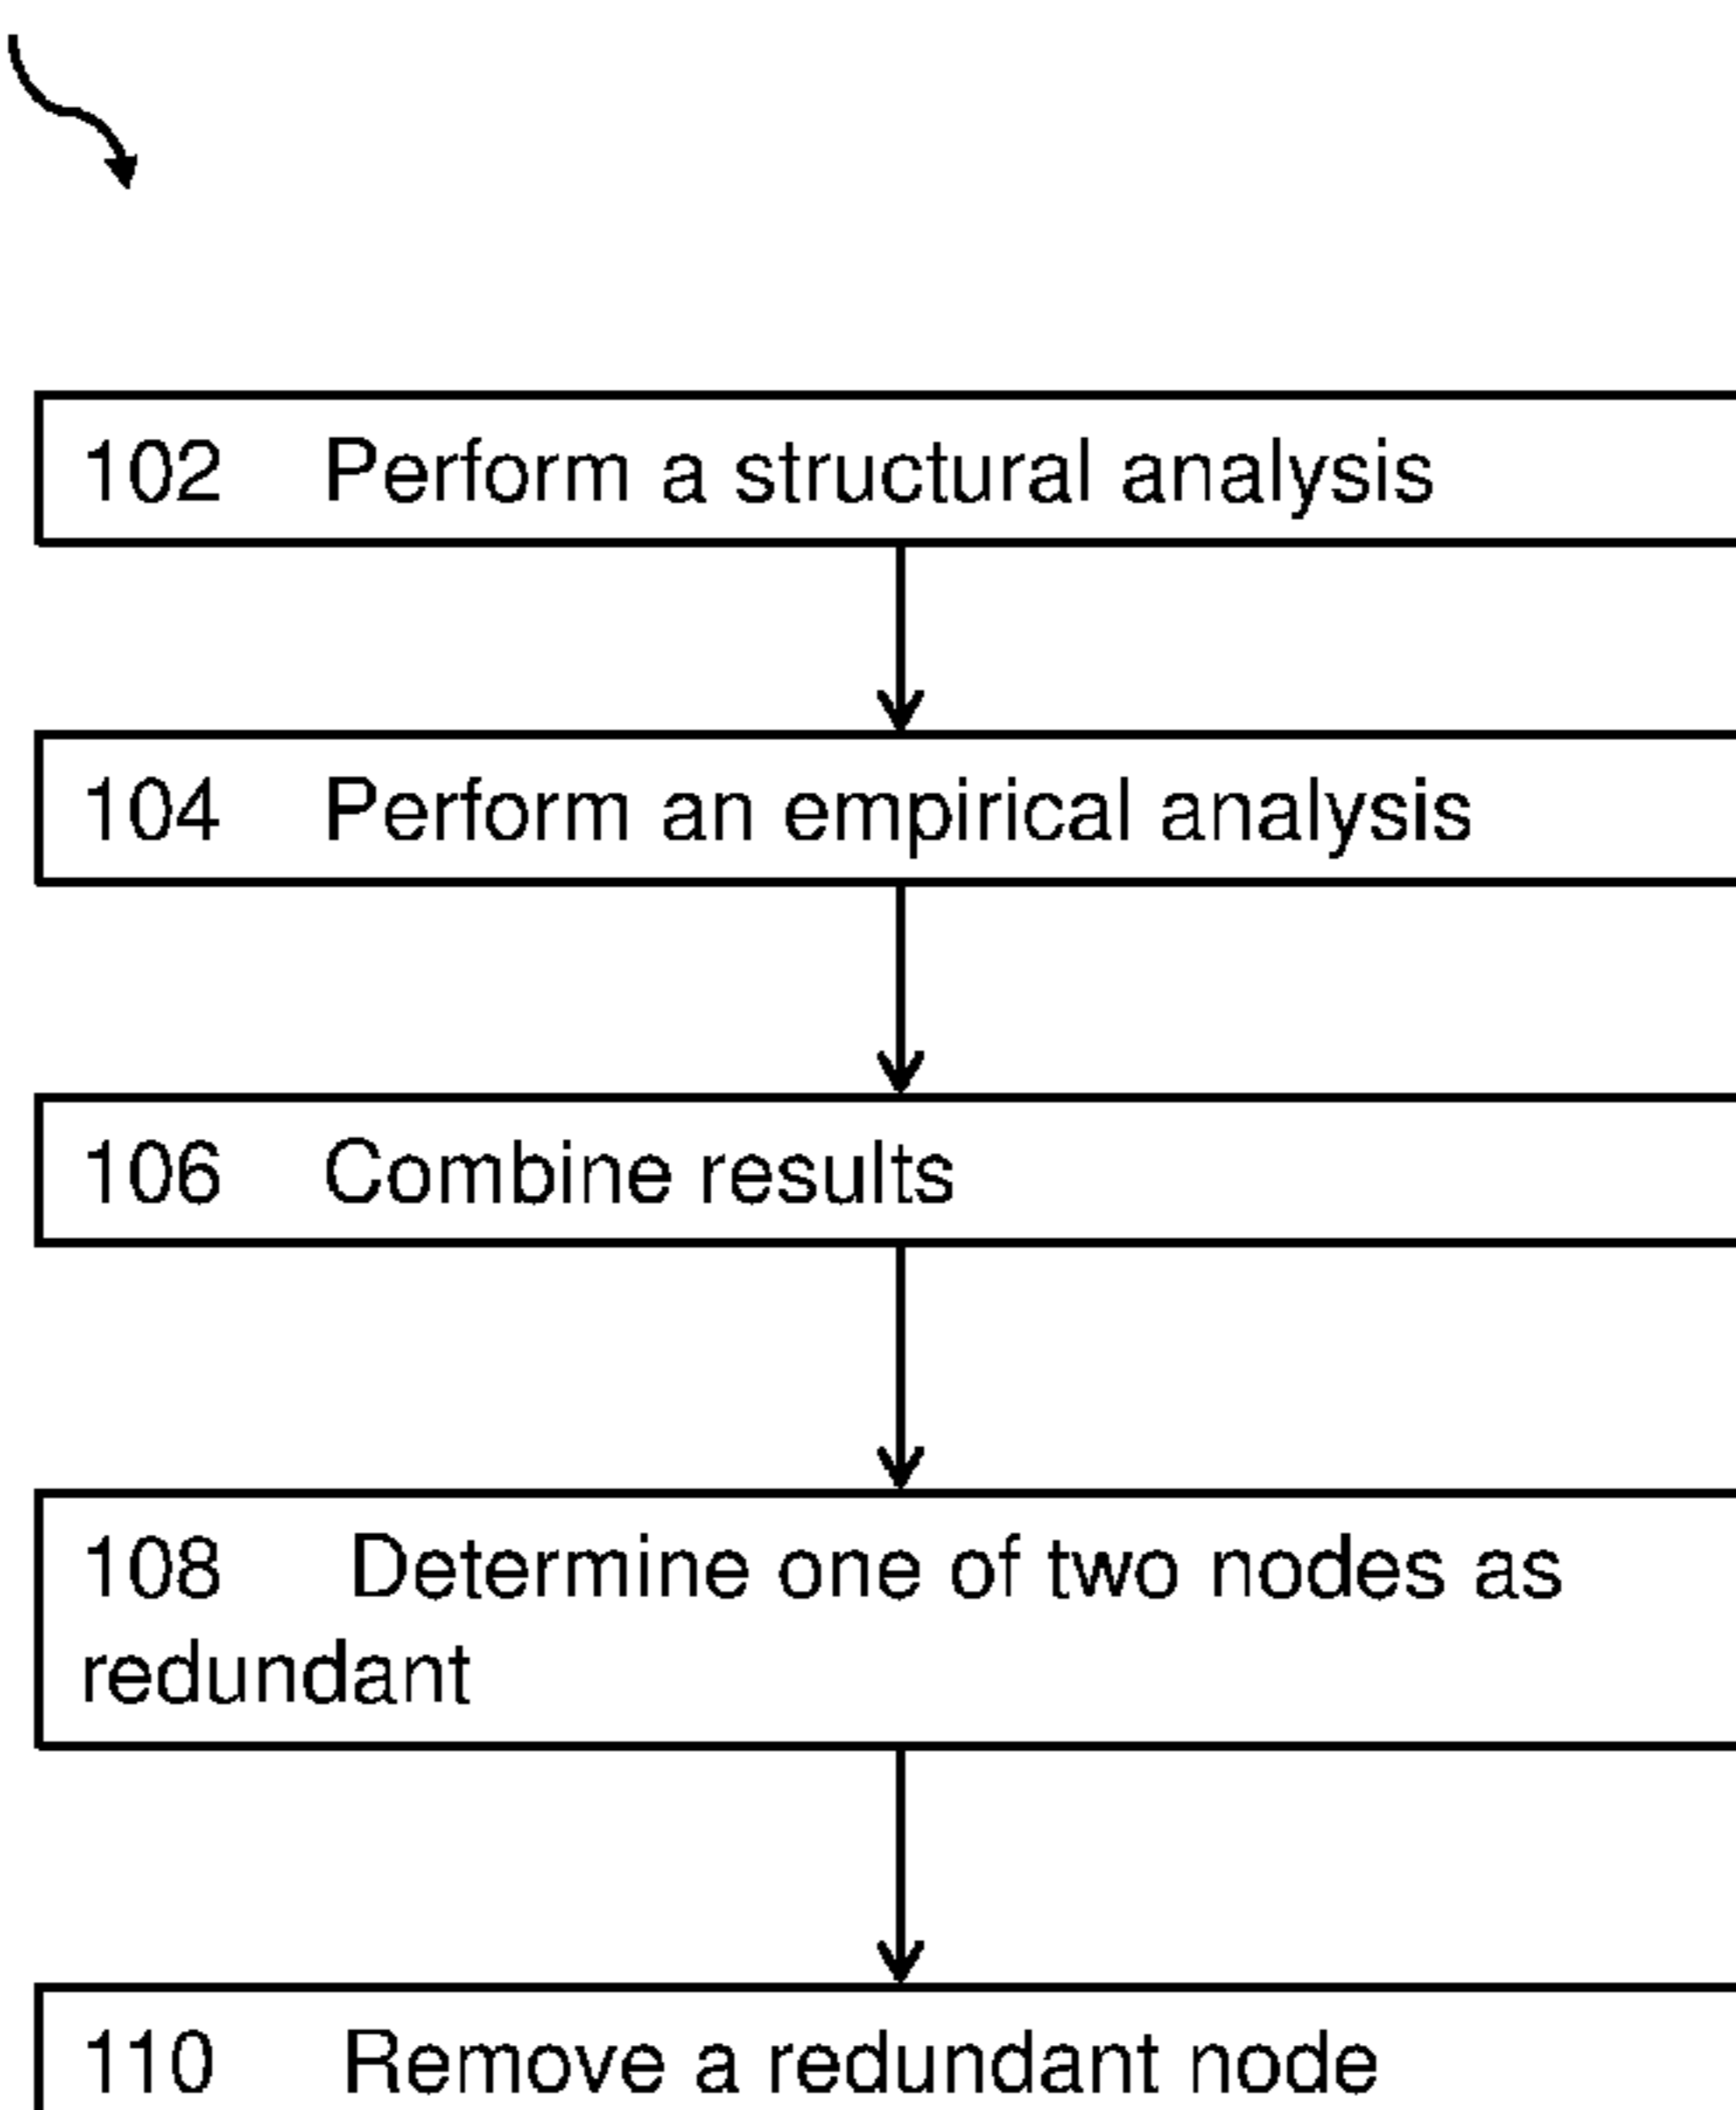 102 Perform a structural analysis
104 Perform an empirical analysis
106 Combine results
108 Determine one of two nodes as
redundant
110 Remove a redundant node